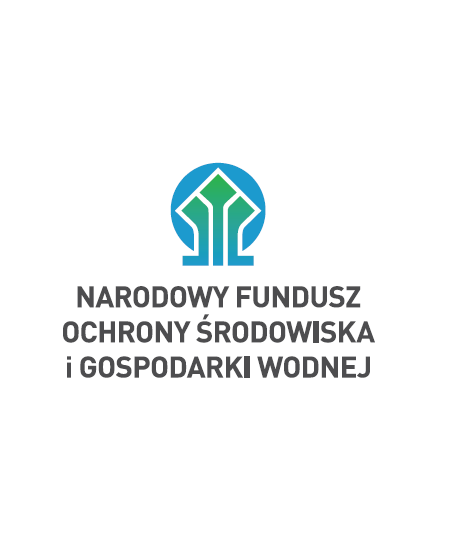 NARODOWY FUNDUSZ
OCHRONY ŚRODOWISKA
i GOSPODARKI WODNEJ